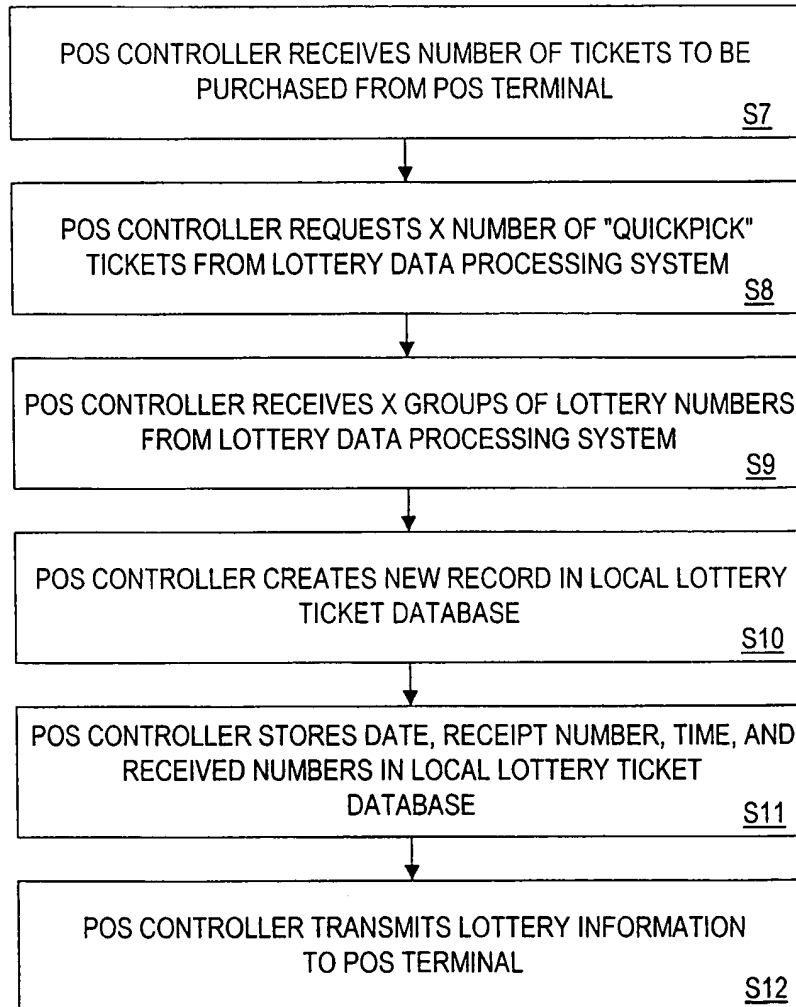 POS CONTROLLER RECEIVES NUMBER OF TICKETS TO BE
PURCHASED FROM POS TERMINAL
S7
POS CONTROLLER REQUESTS X NUMBER OF "QUICKPICK"
TICKETS FROM LOTTERY DATA PROCESSING SYSTEM
S8
POS CONTROLLER RECEIVES X GROUPS OF LOTTERY NUMBERS
FROM LOTTERY DATA PROCESSING SYSTEM
S9
POS CONTROLLER CREATES NEW RECORD IN LOCAL LOTTERY
TICKET DATABASE
S10
POS CONTROLLER STORES DATE, RECEIPT NUMBER, TIME, AND
RECEIVED NUMBERS IN LOCAL LOTTERY TICKET
DATABASE
S11
POS CONTROLLER TRANSMITS LOTTERY INFORMATION
TO POS TERMINAL
S12